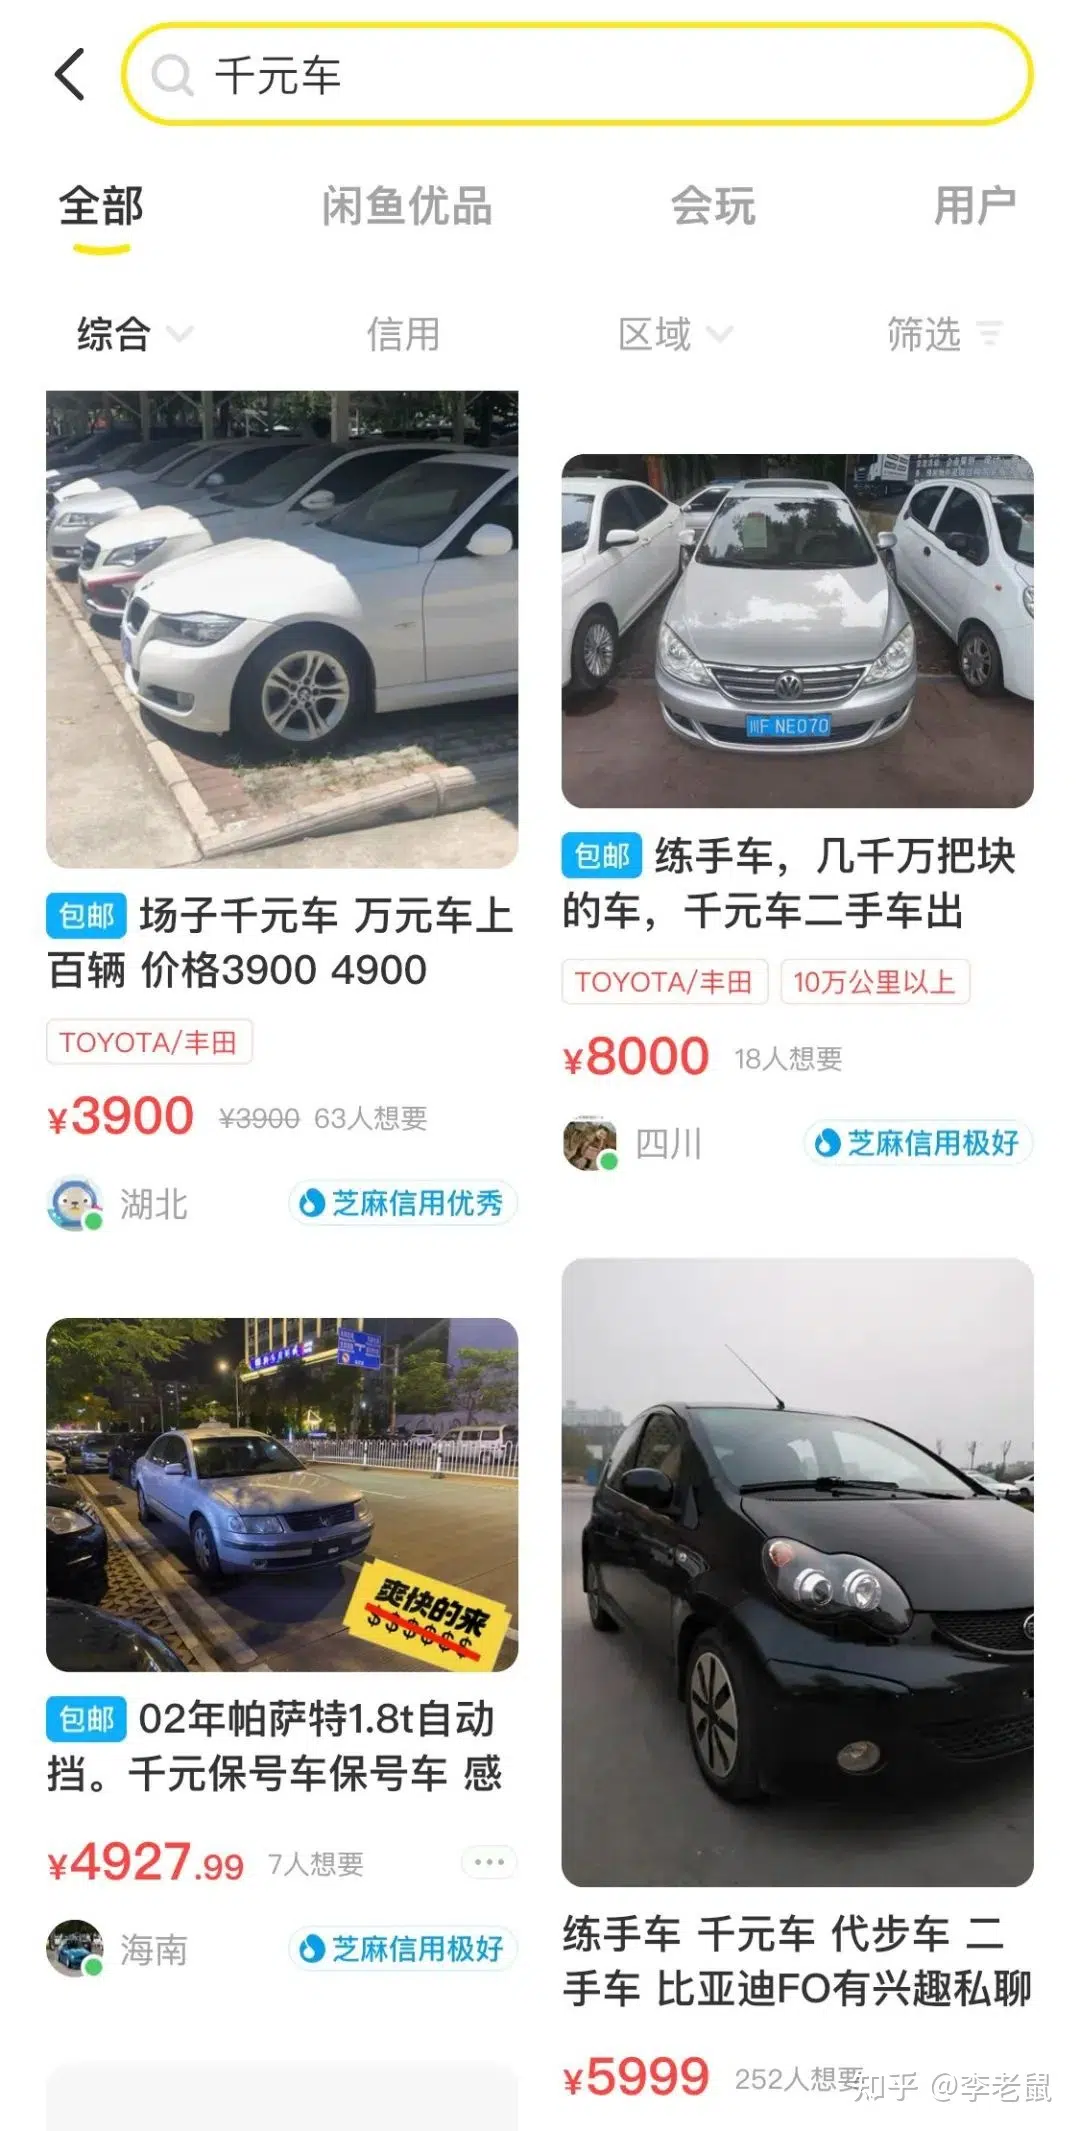 千元车
全部 闲鱼优品 会玩 用户
综合 信用 区域 筛选
包邮 场子千元车 万元车上
百辆 价格3900 4900
TOYOTA/丰田
¥3900 ¥3900 63人想要
湖北 芝麻信用优秀
川F NE070
包邮 练手车，几千万把块
的车，千元车二手车出
TOYOTA/丰田 10万公里以上
¥8000 18人想要
四川 芝麻信用极好
爽快的来
$$$$$$
包邮 02年帕萨特1.8t自动
挡。千元保号车保号车 感
¥4927.99 7人想要
海南 芝麻信用极好
练手车 千元车 代步车 二
手车 比亚迪FO有兴趣私聊
¥5999 252人想要
知乎 @李老鼠